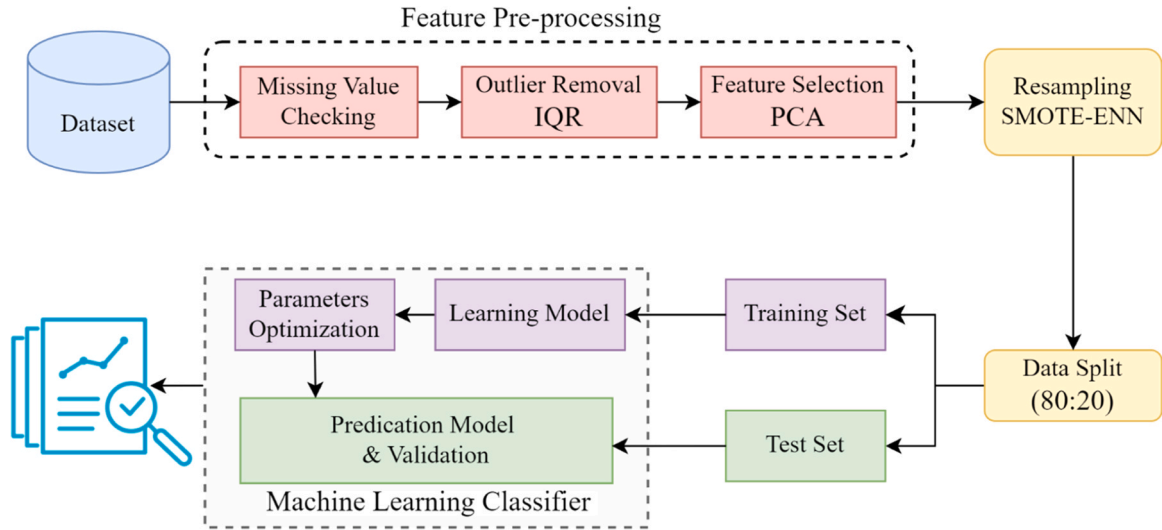 Feature Pre-processing
Dataset
Missing Value
Checking
Outlier Removal
IQR
Feature Selection
PCA
Resampling
SMOTE-ENN
Parameters
Optimization
Learning Model
Training Set
Data Split
(80:20)
Predication Model
& Validation
Test Set
Machine Learning Classifier